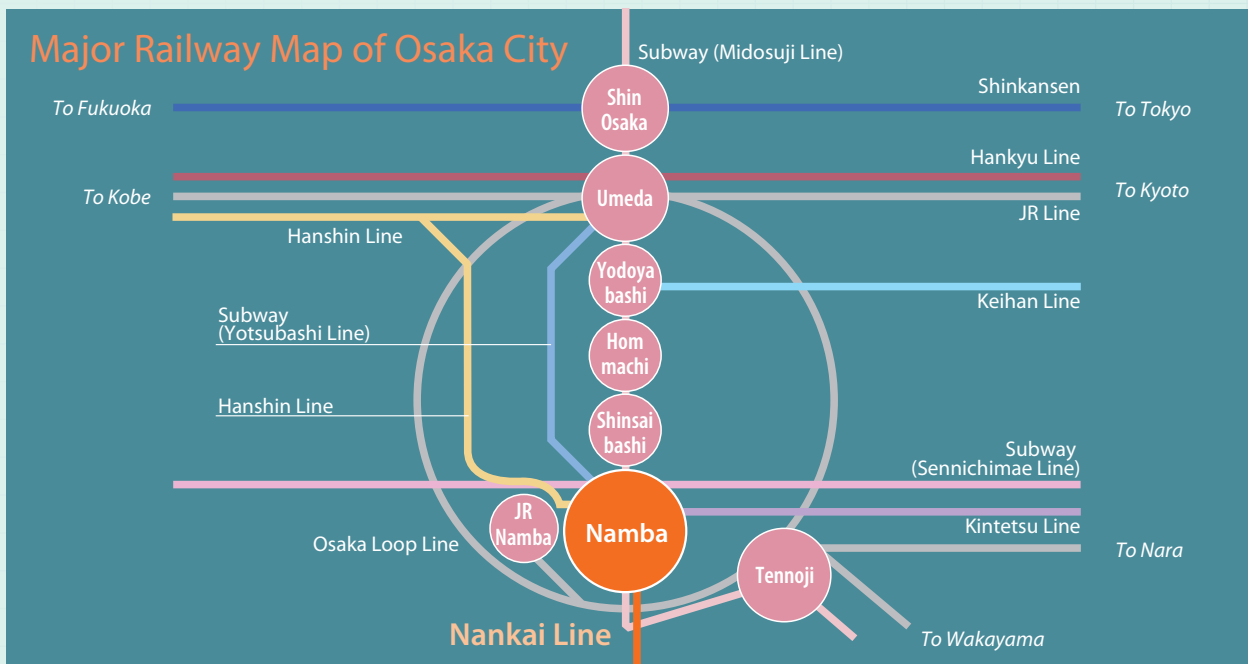 Major Railway Map of Osaka City
Subway (Midosuji Line)
Shin
Osaka
Shinkansen
To Fukuoka
To Tokyo
Hankyu Line
To Kobe
Umeda
To Kyoto
JR Line
Hanshin Line
Yodoya
bashi
Keihan Line
Subway
(Yotsubashi Line)
Hom
machi
Hanshin Line
Shinsai
bashi
Subway
(Sennichimae Line)
JR
Namba
Namba
Kintetsu Line
Osaka Loop Line
To Nara
Tennoji
Nankai Line
To Wakayama